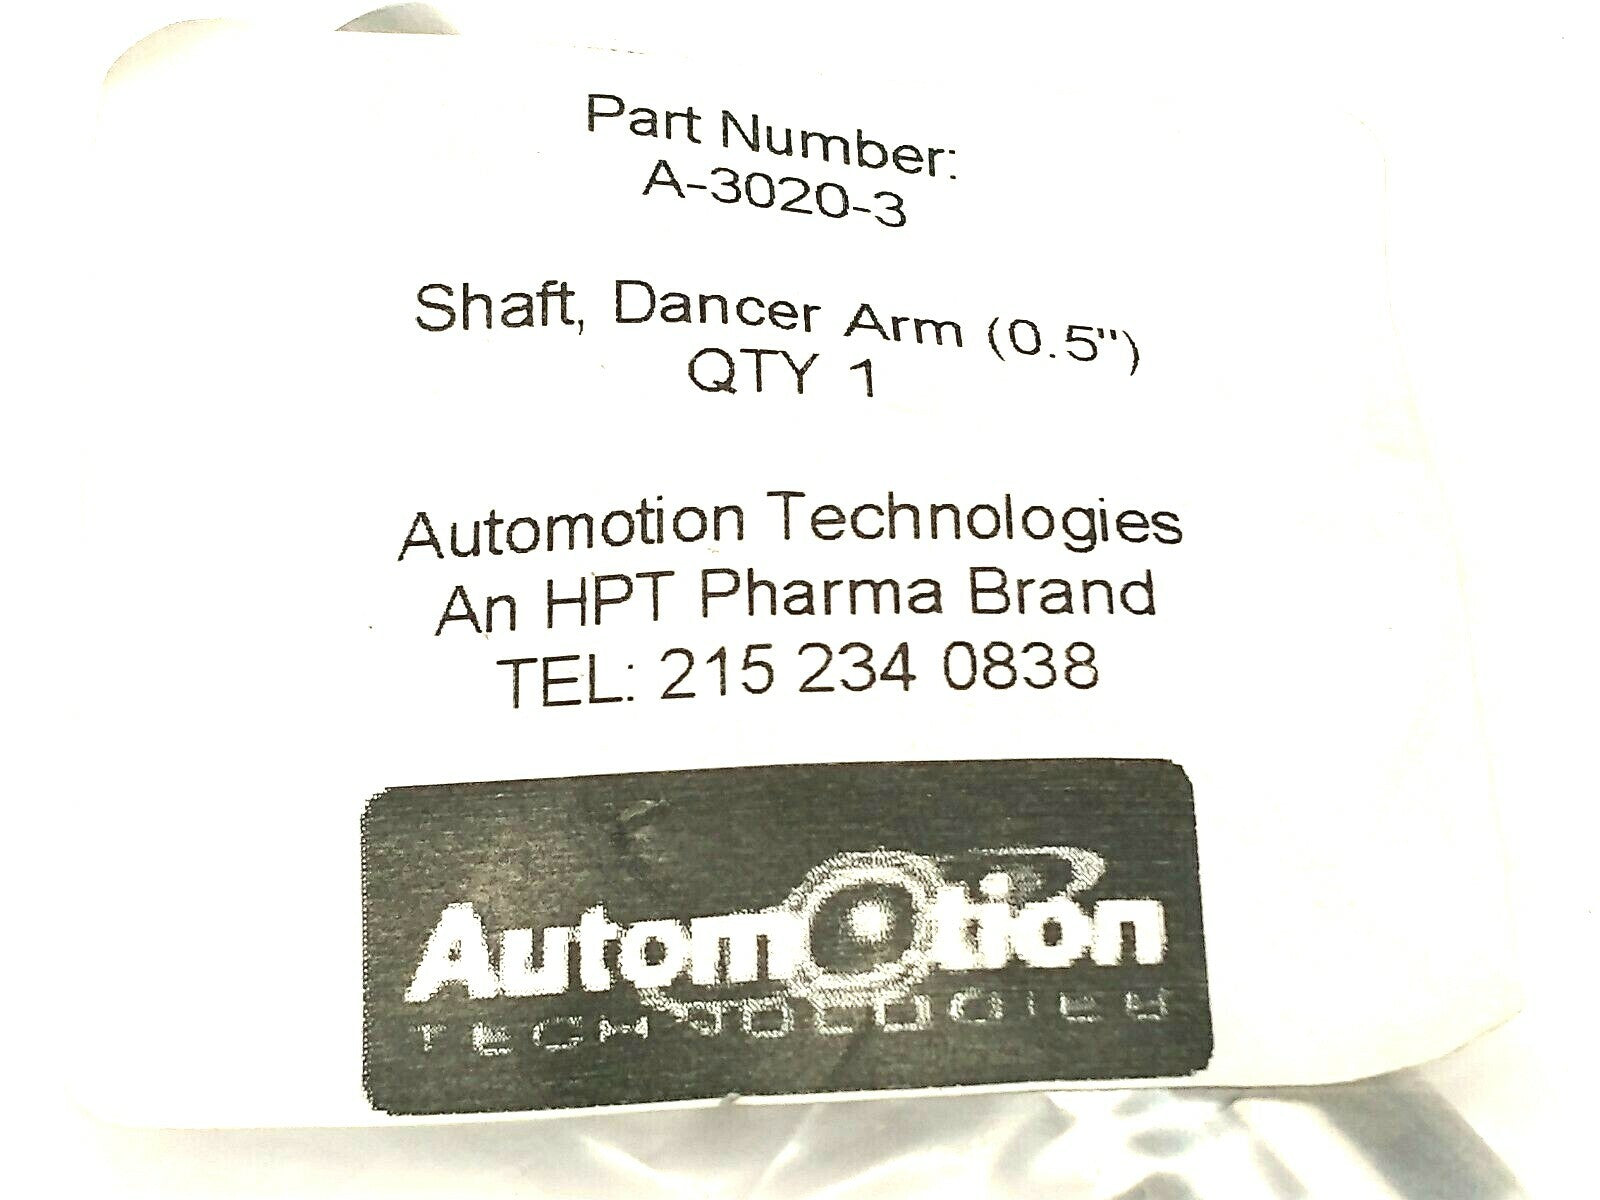 Part Number:
A-3020-3
Shaft, Dancer Arm (0.5")
QTY 1
Automotion Technologies
An HPT Pharma Brand
TEL: 215 234 0838
Automotion
TECHNOLOGIES